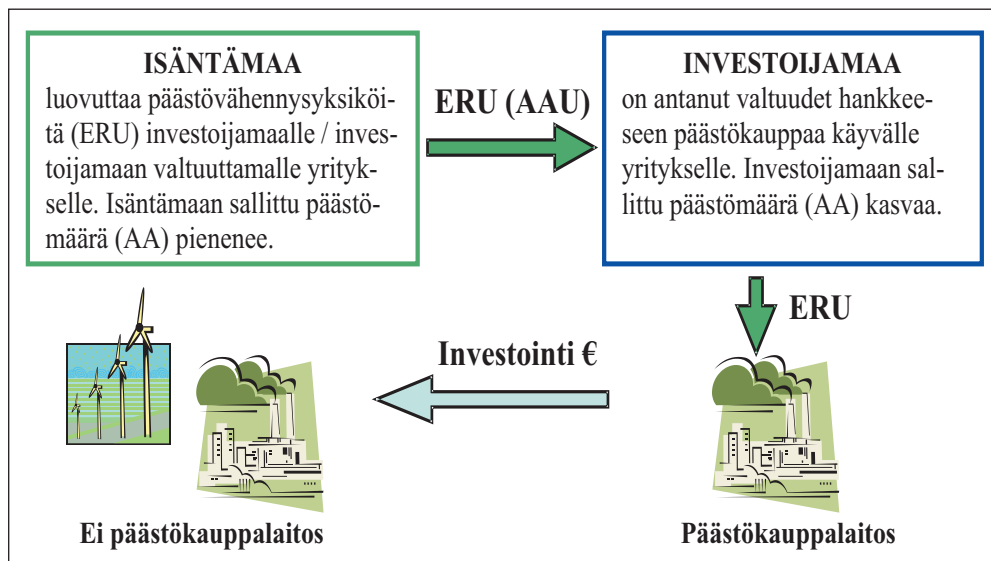 ISÄNTÄMAA
luovuttaa päästövähennysyksiköi-
tä (ERU) investoijamaalle / inves-
toijamaan valtuuttamalle yrityk-
selle. Isäntämaan sallittu päästö-
määrä (AA) pienenee.
ERU (AAU)
INVESTOIJAMAA
on antanut valtuudet hankkee-
seen päästökauppaa käyvälle
yritykselle. Investoijamaan sal-
littu päästömäärä (AA) kasvaa.
ERU
Investointi €
Ei päästökauppalaitos
Päästökauppalaitos